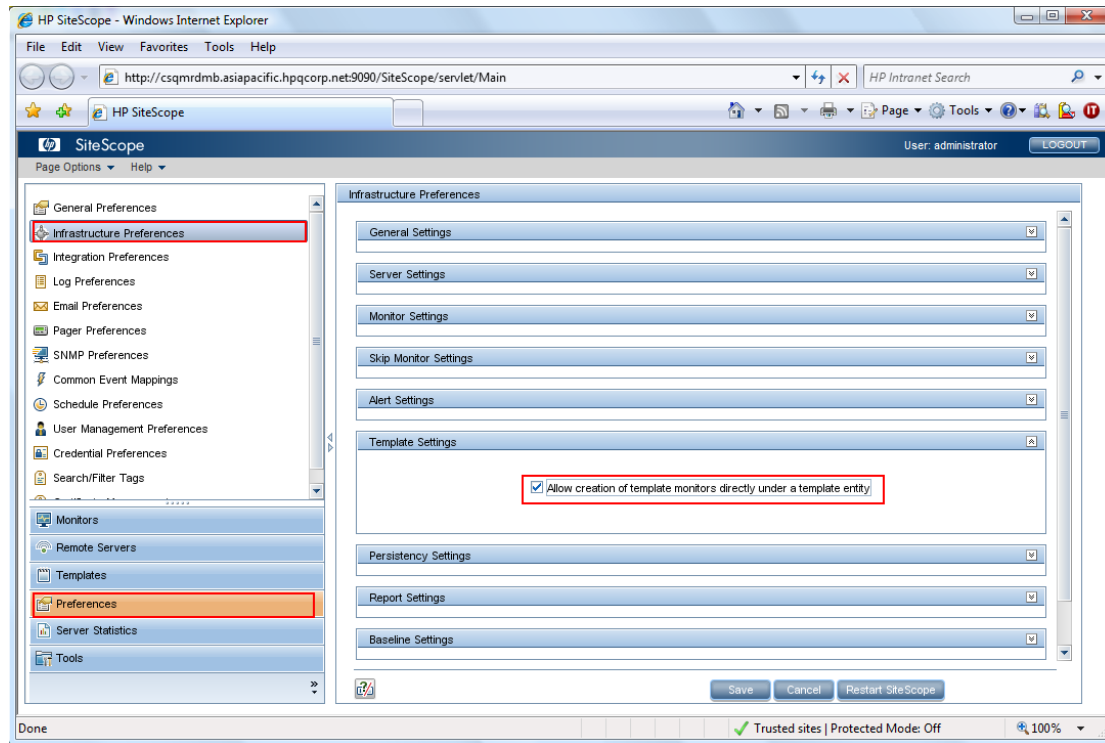 HP SiteScope - Windows Internet Explorer
File Edit View Favorites Tools Help
http://csqmrdmb.asiapacific.hpqcorp.net:9090/SiteScope/servlet/Main
HP Intranet Search
HP SiteScope
Page Tools
hp SiteScope
User: administrator
LOGOUT
Page Options Help
General Preferences
Infrastructure Preferences
Integration Preferences
Log Preferences
Email Preferences
Pager Preferences
SNMP Preferences
Common Event Mappings
Schedule Preferences
User Management Preferences
Credential Preferences
Search/Filter Tags
Monitors
Remote Servers
Templates
Preferences
Server Statistics
Tools
Infrastructure Preferences
General Settings
Server Settings
Monitor Settings
Skip Monitor Settings
Alert Settings
Template Settings
Allow creation of template monitors directly under a template entity
Persistency Settings
Report Settings
Baseline Settings
Save Cancel Restart SiteScope
Done
Trusted sites | Protected Mode: Off
100%